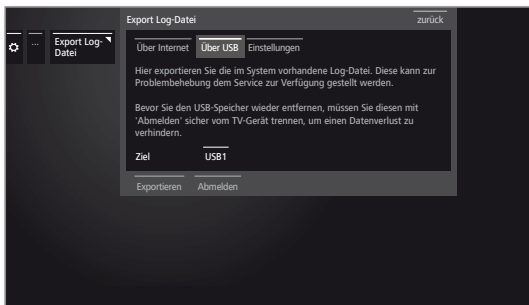 Export Log-Datei zurück
...
Export Log-
Datei
Über Internet Über USB Einstellungen
Hier exportieren Sie die im System vorhandene Log-Datei. Diese kann zur
Problembehebung dem Service zur Verfügung gestellt werden.
Bevor Sie den USB-Speicher wieder entfernen, müssen Sie diesen mit
'Abmelden' sicher vom TV-Gerät trennen, um einen Datenverlust zu
verhindern.
Ziel USB1
Exportieren Abmelden